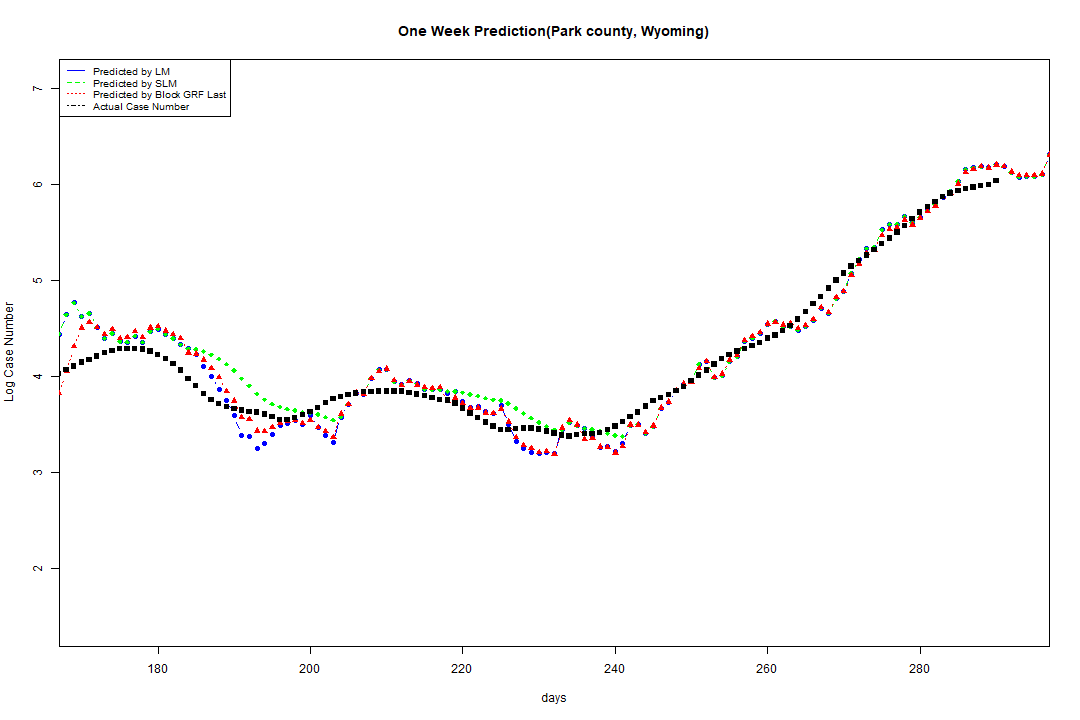 One Week Prediction(Park county, Wyoming)
Predicted by LM
Predicted by SLM
Predicted by Block GRF Last
Actual Case Number
7
6
5
4
3
2
Log Case Number
180 200 220 240 260 280
days